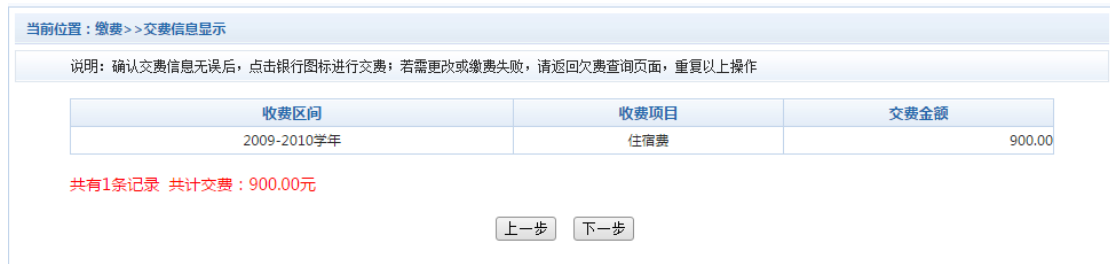 当前位置：缴费>>交费信息显示
说明：确认交费信息无误后，点击银行图标进行交费；若需更改或缴费失败，请返回欠费查询页面，重复以上操作
收费区间 收费项目 交费金额
2009-2010学年 住宿费 900.00
共有1条记录 共计交费：900.00元
上一步 下一步